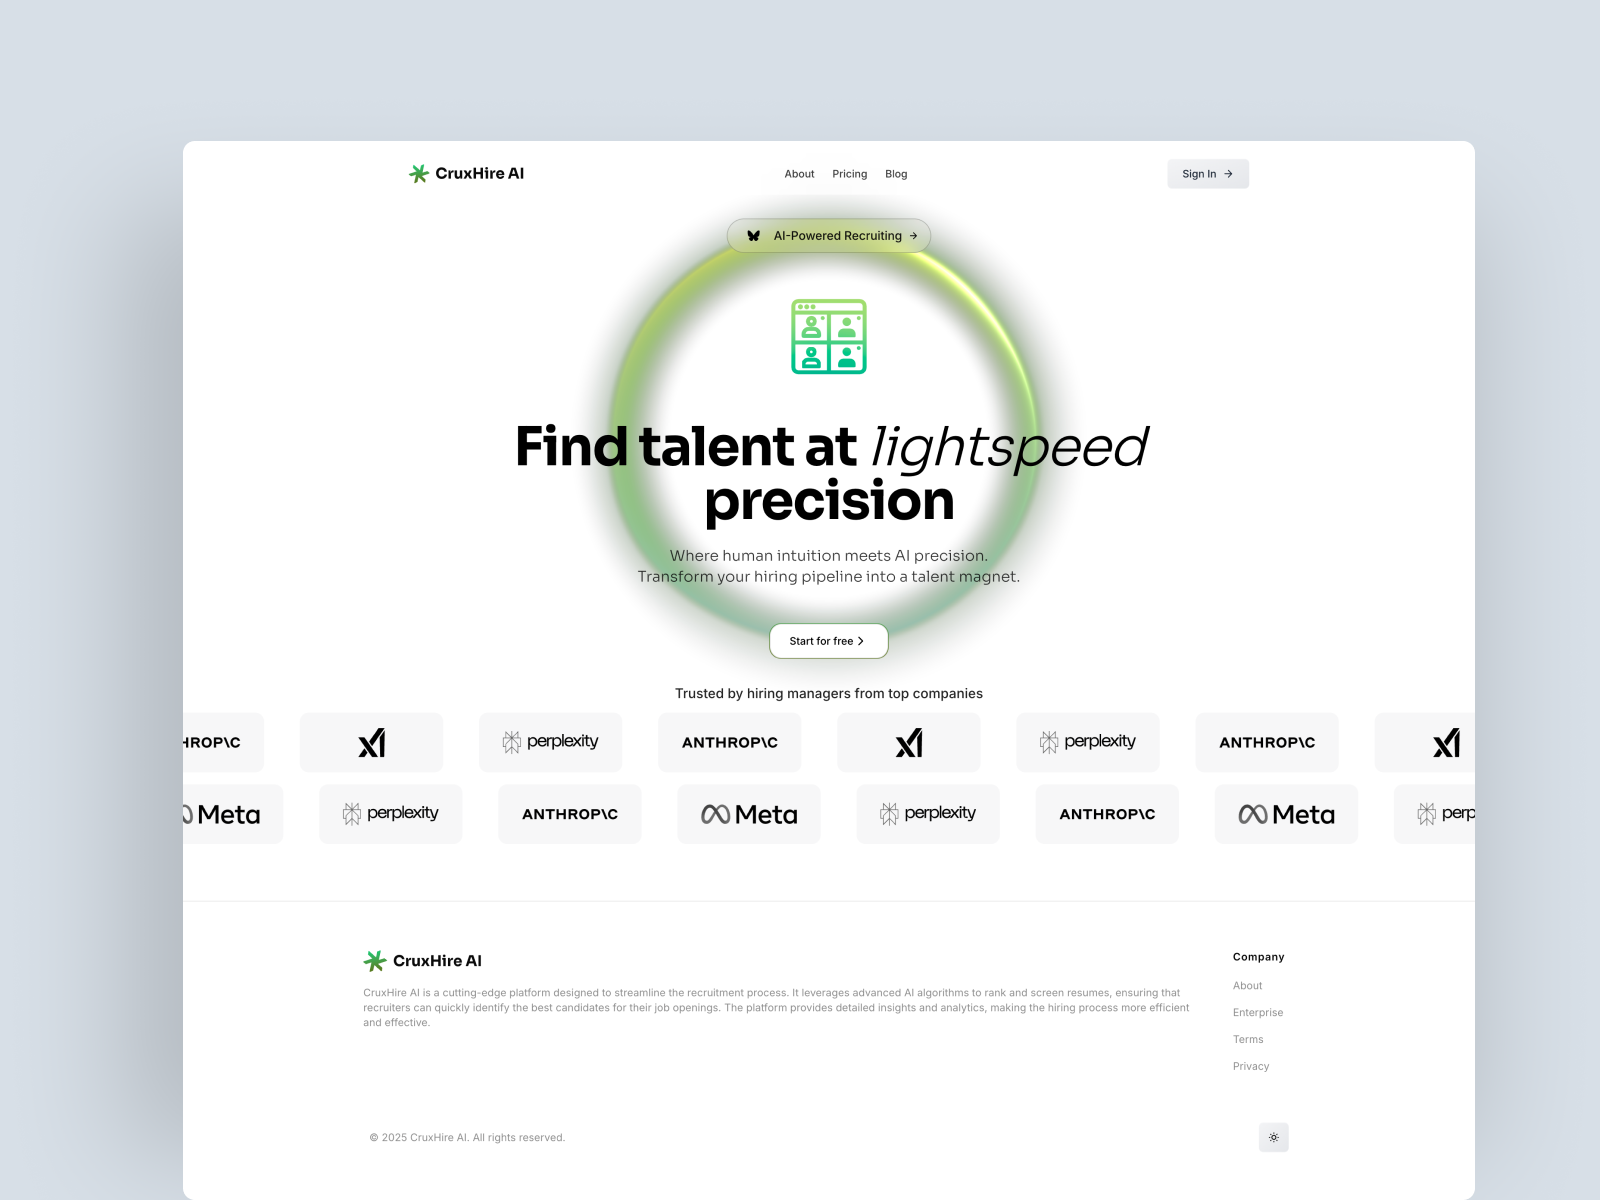 CruxHire AI
About Pricing Blog
Sign In →
AI-Powered Recruiting →
Find talent at lightspeed
precision
Where human intuition meets AI precision.
Transform your hiring pipeline into a talent magnet.
Start for free
Trusted by hiring managers from top companies
HROP\C xI perplexity ANTHROP\C xI perplexity ANTHROP\C xI
Meta perplexity ANTHROP\C Meta perplexity ANTHROP\C Meta perp
CruxHire AI
CruxHire AI is a cutting-edge platform designed to streamline the recruitment process. It leverages advanced AI algorithms to rank and screen resumes, ensuring that
recruiters can quickly identify the best candidates for their job openings. The platform provides detailed insights and analytics, making the hiring process more efficient
and effective.
Company
About
Enterprise
Terms
Privacy
© 2025 CruxHire AI. All rights reserved.